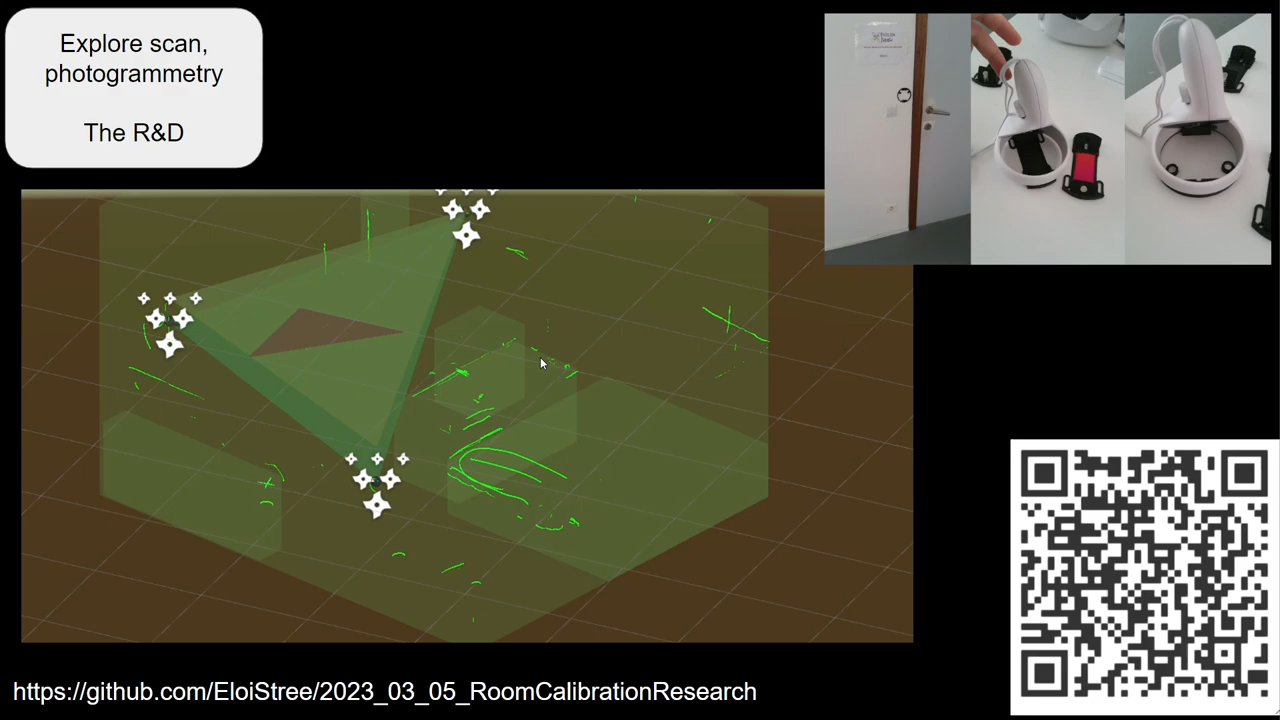 Explore scan,
photogrammetry
The R&D
https://github.com/EloiStree/2023_03_05_RoomCalibrationResearch